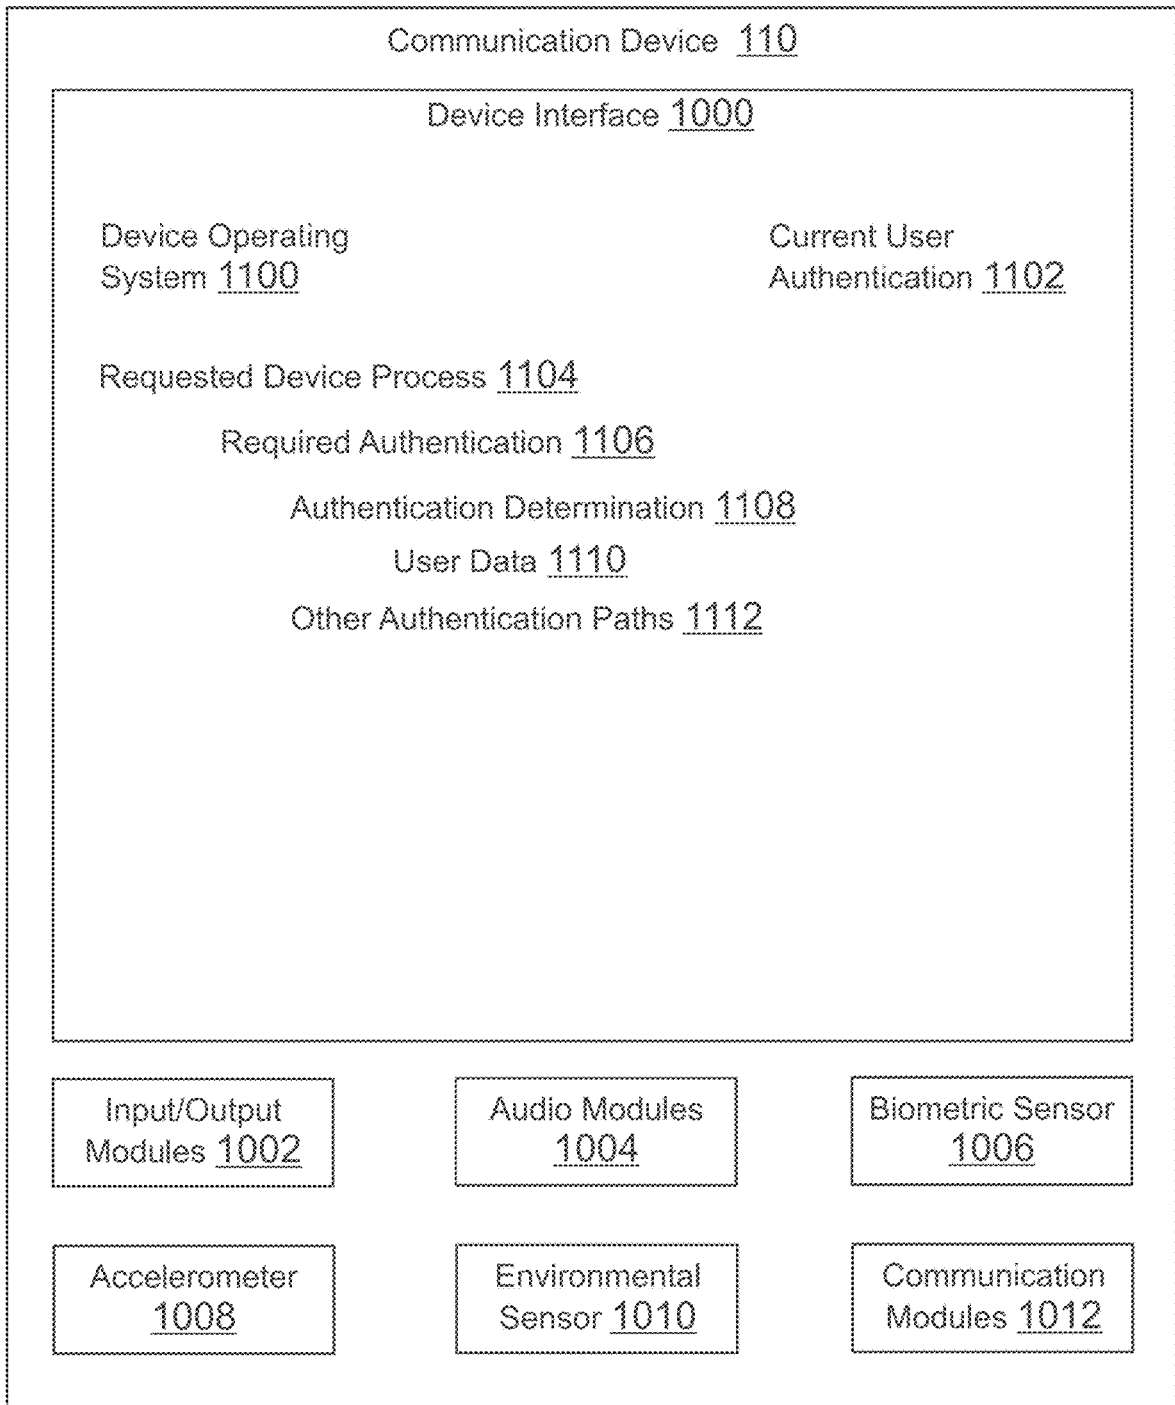 Communication Device 110
Device Interface 1000
Device Operating
System 1100
Current User
Authentication 1102
Requested Device Process 1104
Required Authentication 1106
Authentication Determination 1108
User Data 1110
Other Authentication Paths 1112
Input/Output
Modules 1002
Audio Modules
1004
Biometric Sensor
1006
Accelerometer
1008
Environmental
Sensor 1010
Communication
Modules 1012